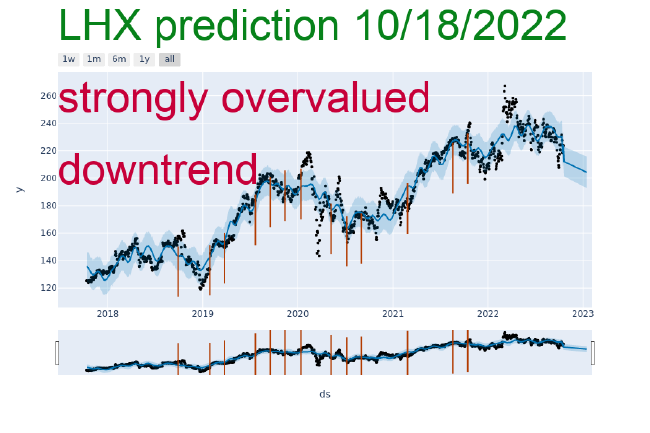 LHX prediction 10/18/2022
1w 1m 6m 1y all
strongly overvalued
downtrend
260
240
220
200
180
160
140
120
y
2018 2019 2020 2021 2022 2023
ds